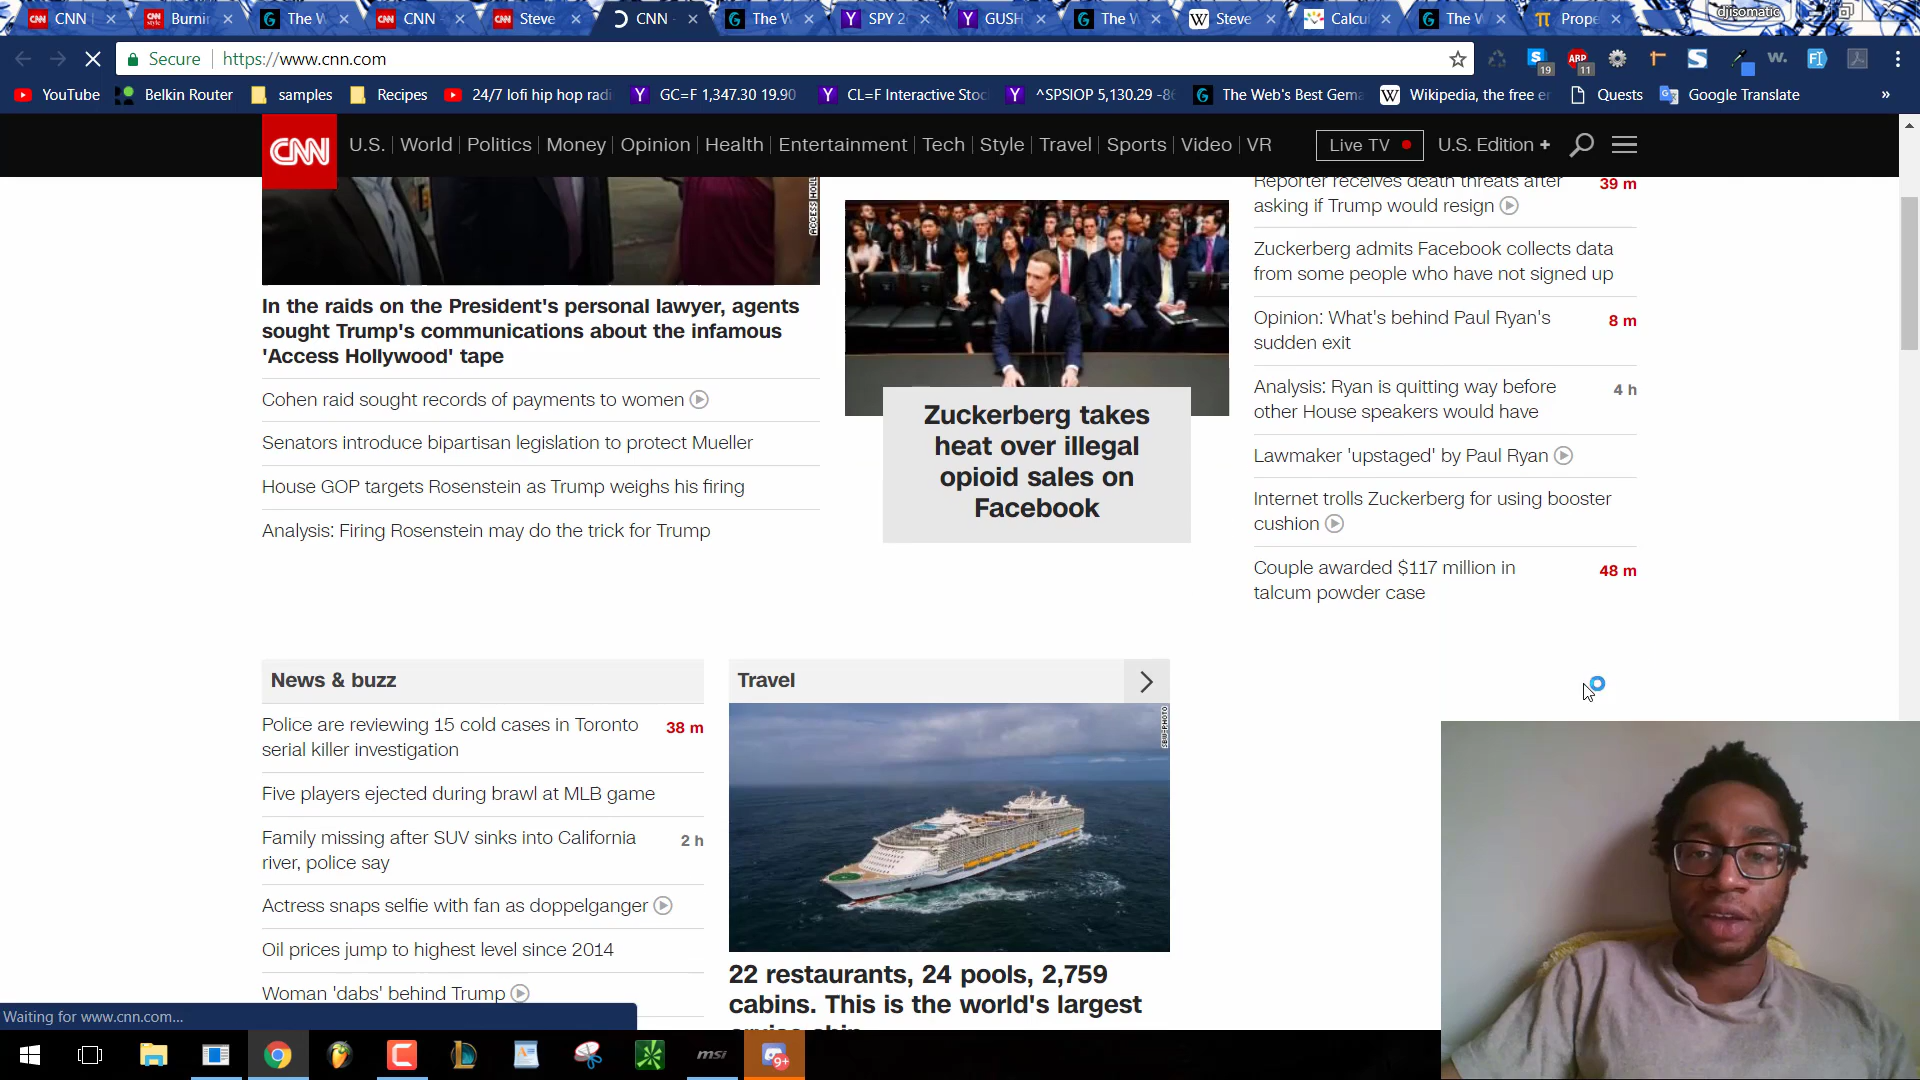 CNN
Burnin
The W
CNN
Steve
CNN -
The W
SPY 2
GUSH
The W
Steve
Calcul
The W
Prope
djisomatic
Secure
https://www.cnn.com
19
ARP
11
w.
YouTube
Belkin Router
samples
Recipes
24/7 lofi hip hop radi
GC=F 1,347.30 19.90
CL=F Interactive Stoc
^SPSIOP 5,130.29 -86
The Web's Best Gema
Wikipedia, the free en
Quests
Google Translate
»
CNN
U.S.
World
Politics
Money
Opinion
Health
Entertainment
Tech
Style
Travel
Sports
Video
VR
Live TV
U.S. Edition +
In the raids on the President's personal lawyer, agents
sought Trump's communications about the infamous
'Access Hollywood' tape
Cohen raid sought records of payments to women
Senators introduce bipartisan legislation to protect Mueller
House GOP targets Rosenstein as Trump weighs his firing
Analysis: Firing Rosenstein may do the trick for Trump
Zuckerberg takes
heat over illegal
opioid sales on
Facebook
Reporter receives death threats after
asking if Trump would resign
39 m
Zuckerberg admits Facebook collects data
from some people who have not signed up
Opinion: What's behind Paul Ryan's
sudden exit
8 m
Analysis: Ryan is quitting way before
other House speakers would have
4 h
Lawmaker 'upstaged' by Paul Ryan
Internet trolls Zuckerberg for using booster
cushion
Couple awarded $117 million in
talcum powder case
48 m
News & buzz
Police are reviewing 15 cold cases in Toronto
serial killer investigation
38 m
Five players ejected during brawl at MLB game
Family missing after SUV sinks into California
river, police say
2 h
Actress snaps selfie with fan as doppelganger
Oil prices jump to highest level since 2014
Woman 'dabs' behind Trump
Travel
22 restaurants, 24 pools, 2,759
cabins. This is the world's largest
Waiting for www.cnn.com...
msi
9+